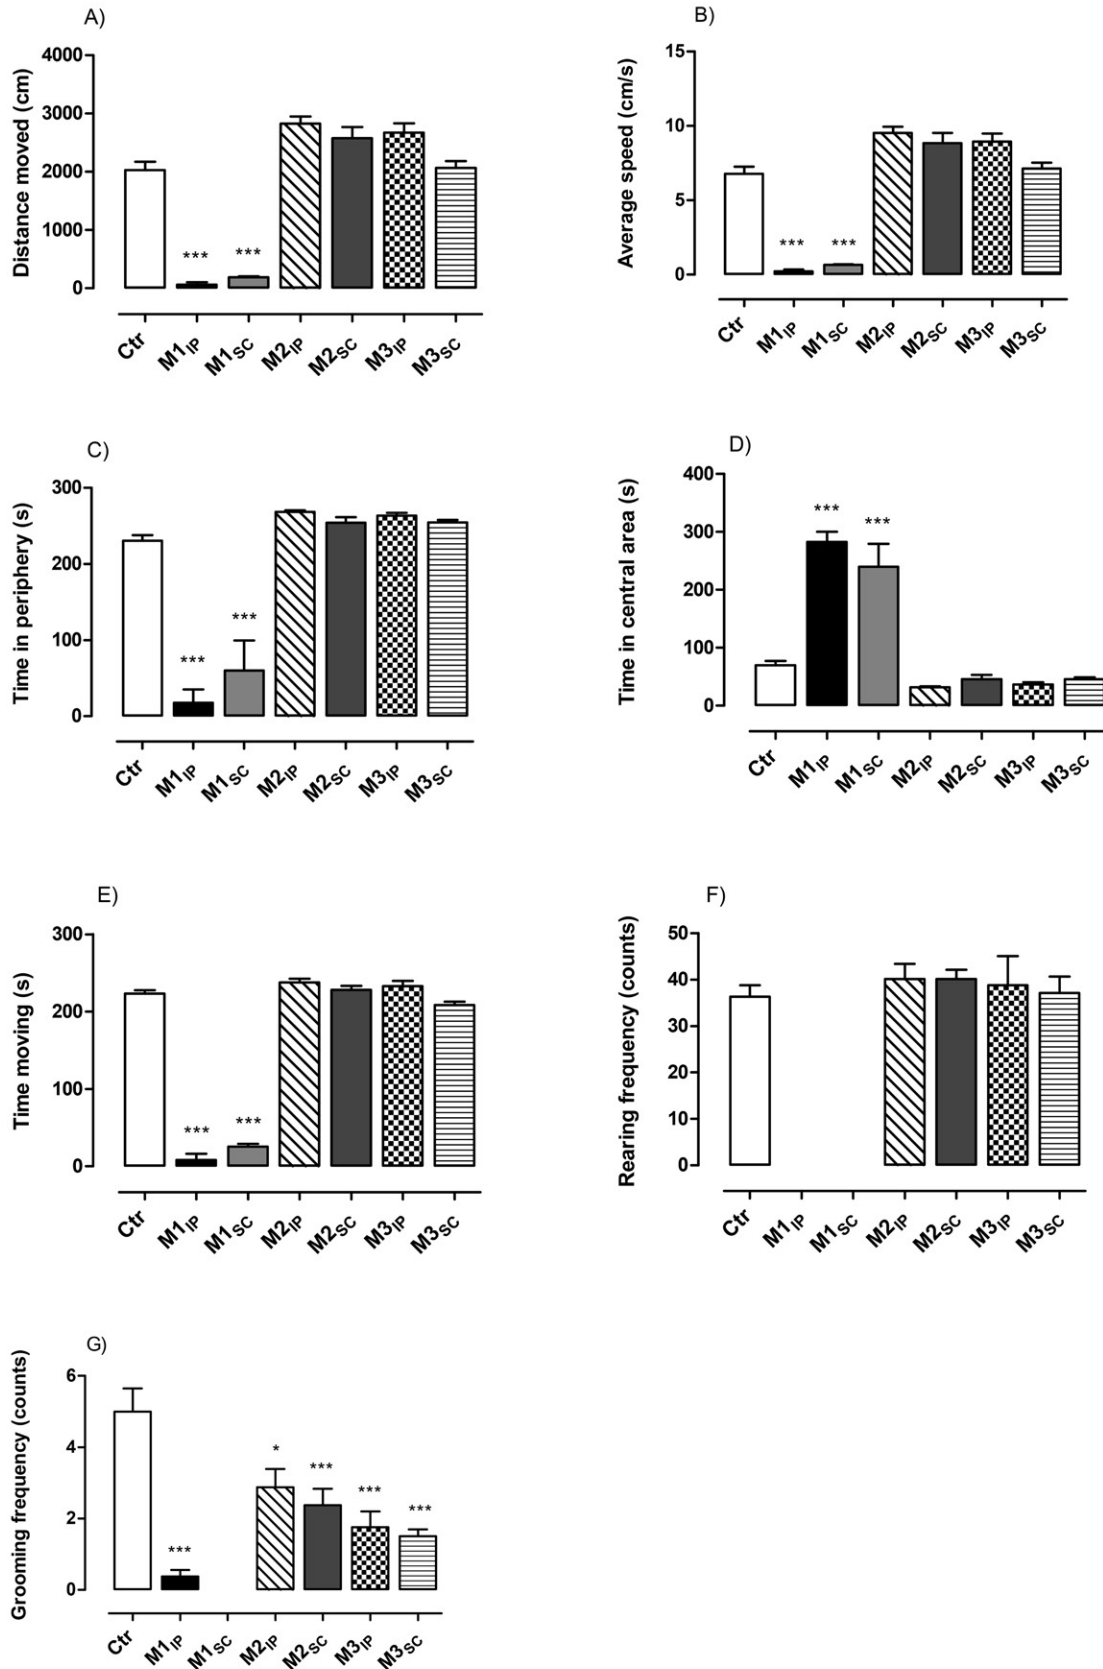 A)
Distance moved (cm)
4000
3000
2000
1000
0
*** ***
Ctr M1IP M1SC M2IP M2SC M3IP M3SC
B)
Average speed (cm/s)
15
10
5
0
*** ***
Ctr M1IP M1SC M2IP M2SC M3IP M3SC
C)
Time in periphery (s)
300
200
100
0
*** ***
Ctr M1IP M1SC M2IP M2SC M3IP M3SC
D)
Time in central area (s)
400
300
200
100
0
*** ***
Ctr M1IP M1SC M2IP M2SC M3IP M3SC
E)
Time moving (s)
300
200
100
0
*** ***
Ctr M1IP M1SC M2IP M2SC M3IP M3SC
F)
Rearing frequency (counts)
50
40
30
20
10
0
Ctr M1IP M1SC M2IP M2SC M3IP M3SC
G)
Grooming frequency (counts)
6
4
2
0
*** * *** *** ***
Ctr M1IP M1SC M2IP M2SC M3IP M3SC